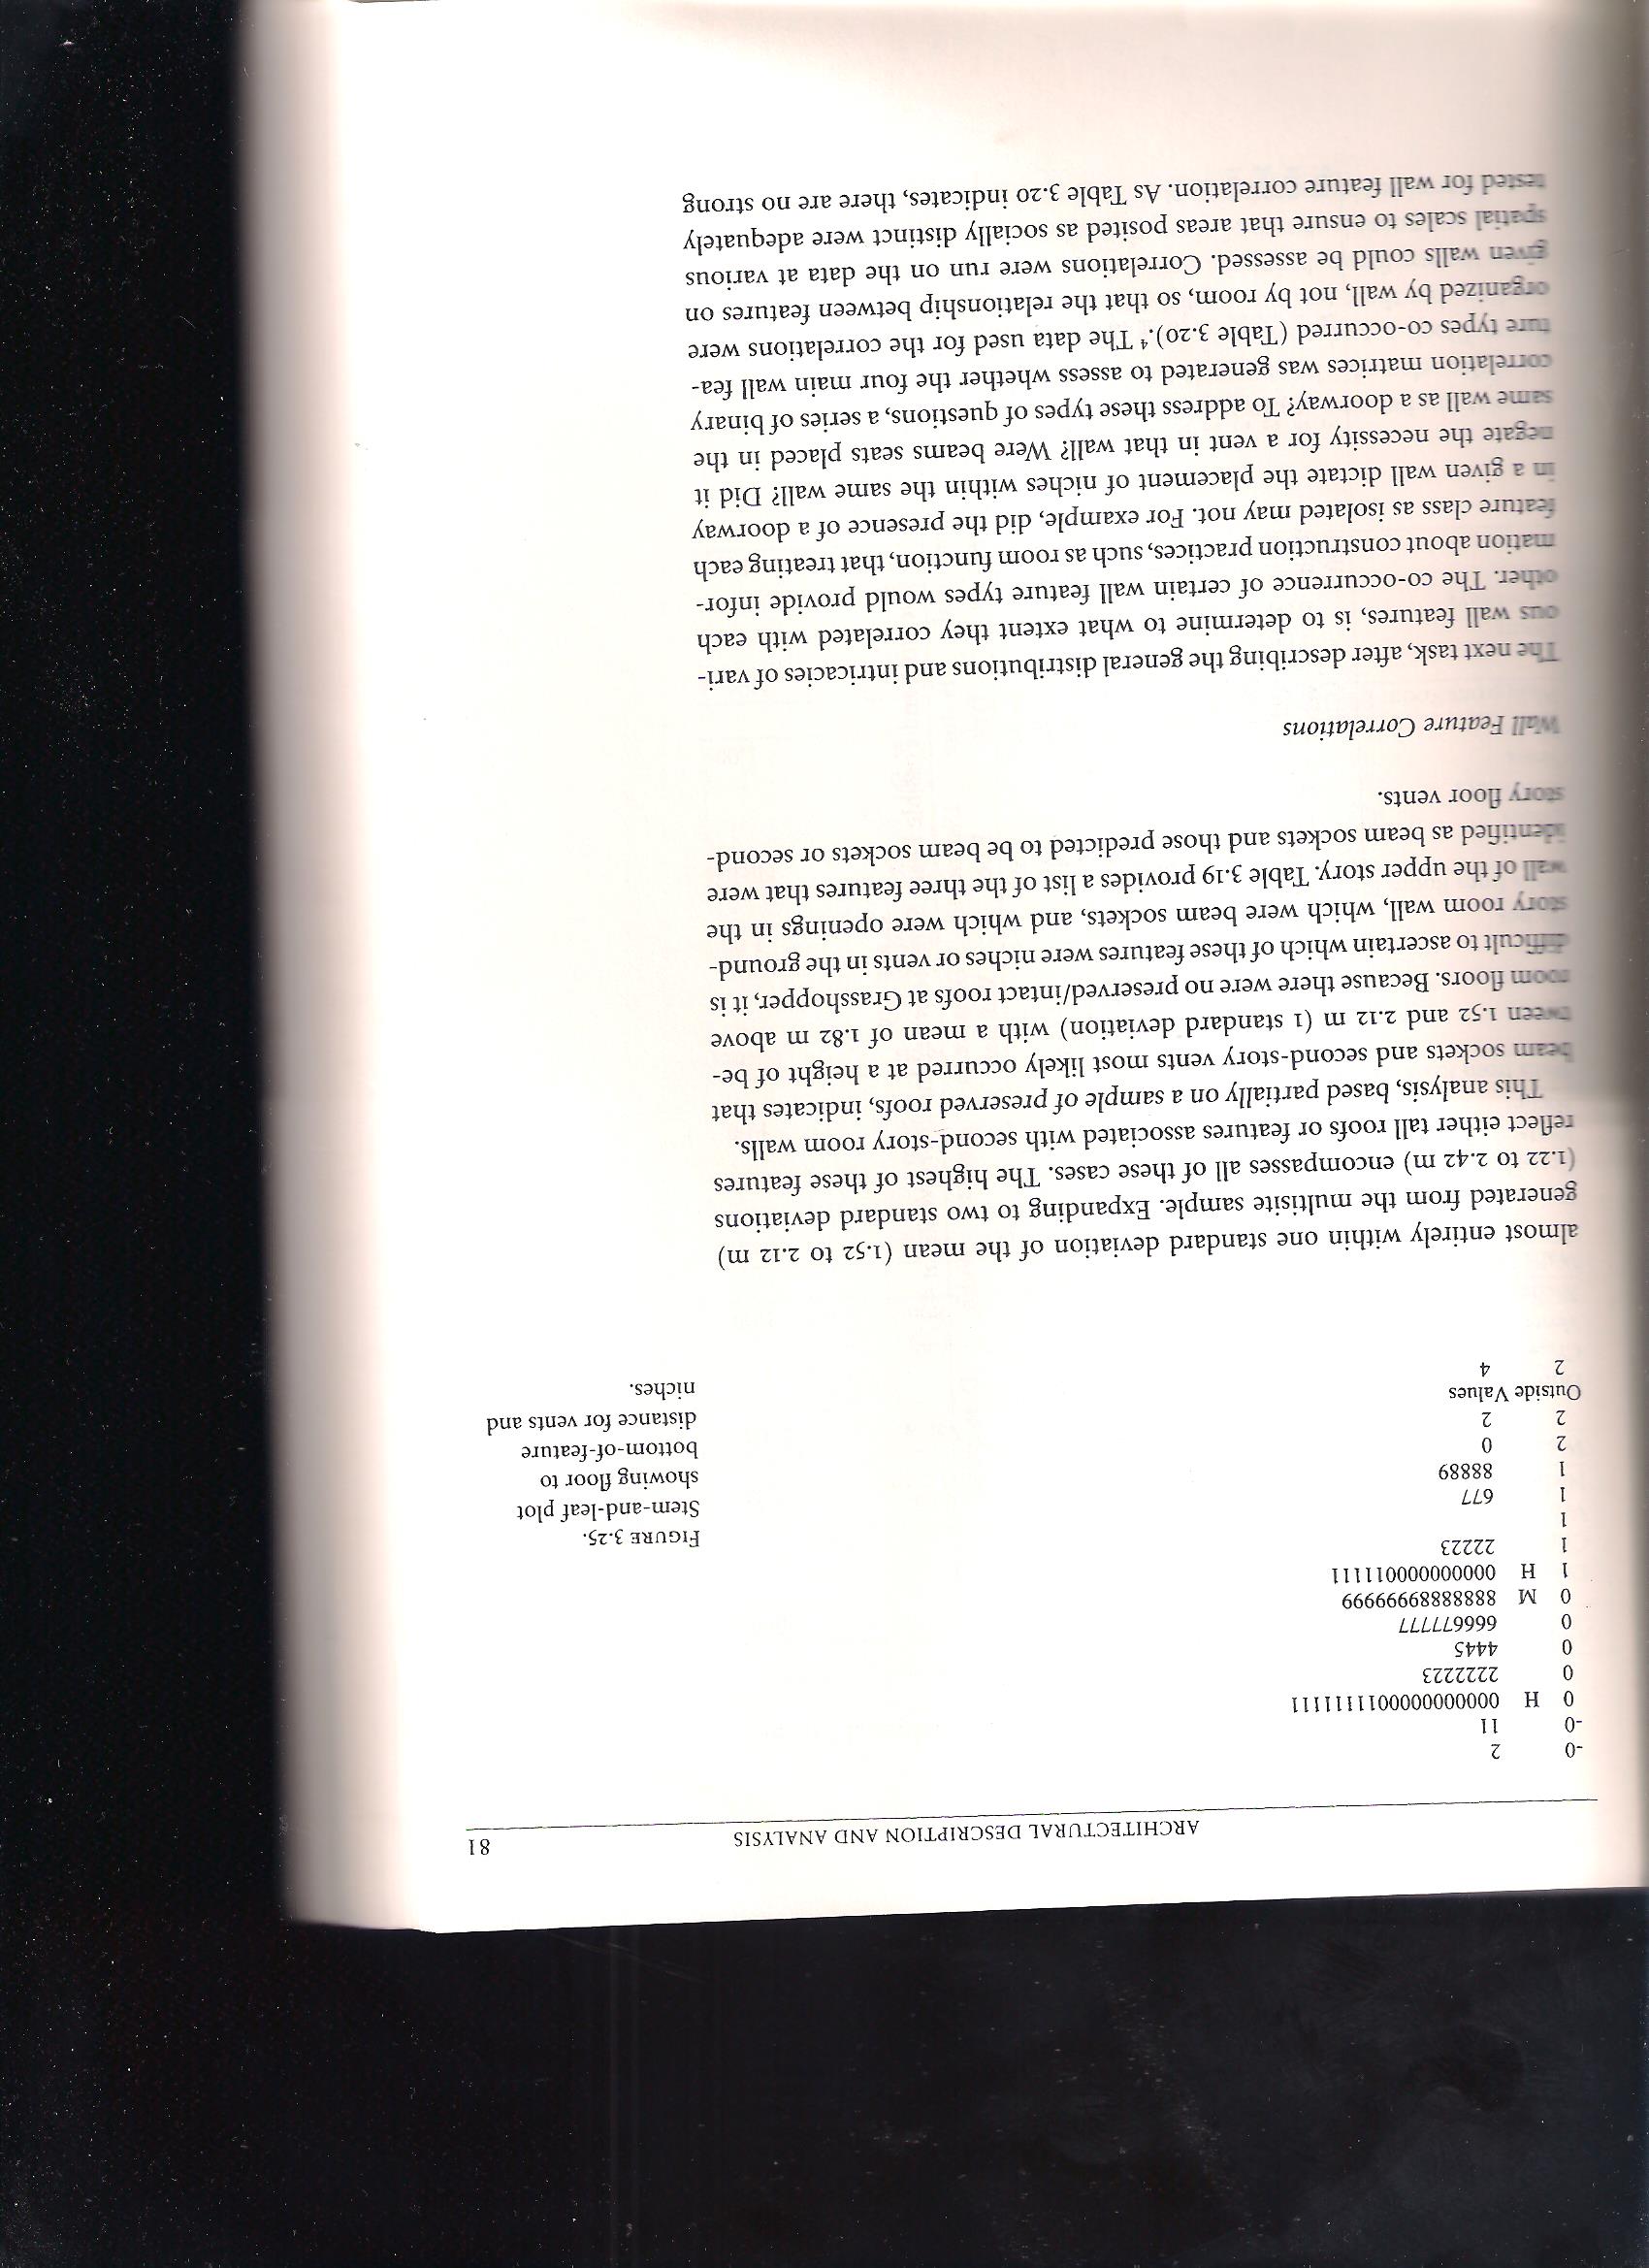 ARCHITECTURAL DESCRIPTION AND ANALYSIS 81
-0 2
-0 11
0 H 00000000000111111111
0 2222223
0 4445
0 666677777
0 M 88888889999999
1 H 0000000000011111
1 22223
1
1 677
1 88889
2 0
2 2
Outside Values
2 4
FIGURE 3.25.
Stem-and-leaf plot
showing floor to
bottom-of-feature
distance for vents and
niches.
almost entirely within one standard deviation of the mean (1.52 to 2.12 m)
generated from the multisite sample. Expanding to two standard deviations
(1.22 to 2.42 m) encompasses all of these cases. The highest of these features
reflect either tall roofs or features associated with second-story room walls.
This analysis, based partially on a sample of preserved roofs, indicates that
beam sockets and second-story vents most likely occurred at a height of be-
tween 1.52 and 2.12 m (1 standard deviation) with a mean of 1.82 m above
room floors. Because there were no preserved/intact roofs at Grasshopper, it is
difficult to ascertain which of these features were niches or vents in the ground-
story room wall, which were beam sockets, and which were openings in the
wall of the upper story. Table 3.19 provides a list of the three features that were
identified as beam sockets and those predicted to be beam sockets or second-
story floor vents.
Wall Feature Correlations
The next task, after describing the general distributions and intricacies of vari-
ous wall features, is to determine to what extent they correlated with each
other. The co-occurrence of certain wall feature types would provide infor-
mation about construction practices, such as room function, that treating each
feature class as isolated may not. For example, did the presence of a doorway
in a given wall dictate the placement of niches within the same wall? Did it
negate the necessity for a vent in that wall? Were beams seats placed in the
same wall as a doorway? To address these types of questions, a series of binary
correlation matrices was generated to assess whether the four main wall fea-
ture types co-occurred (Table 3.20).⁴ The data used for the correlations were
organized by wall, not by room, so that the relationship between features on
given walls could be assessed. Correlations were run on the data at various
spatial scales to ensure that areas posited as socially distinct were adequately
tested for wall feature correlation. As Table 3.20 indicates, there are no strong